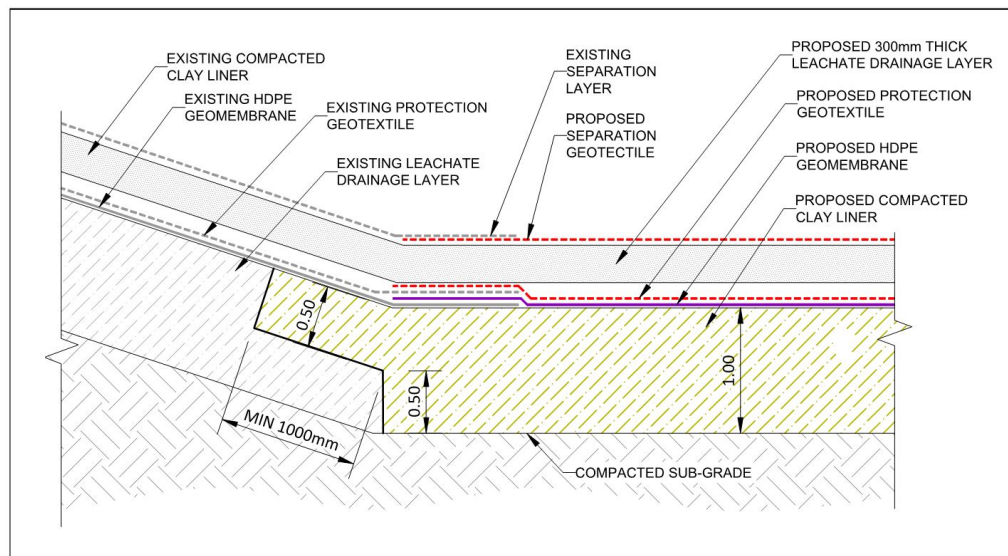 EXISTING COMPACTED
CLAY LINER
EXISTING HDPE
GEOMEMBRANE
EXISTING PROTECTION
GEOTEXTILE
EXISTING LEACHATE
DRAINAGE LAYER
EXISTING
SEPARATION
LAYER
PROPOSED
SEPARATION
GEOTECTILE
PROPOSED 300mm THICK
LEACHATE DRAINAGE LAYER
PROPOSED PROTECTION
GEOTEXTILE
PROPOSED HDPE
GEOMEMBRANE
PROPOSED COMPACTED
CLAY LINER
0.50
0.50
1.00
MIN 1000mm
COMPACTED SUB-GRADE